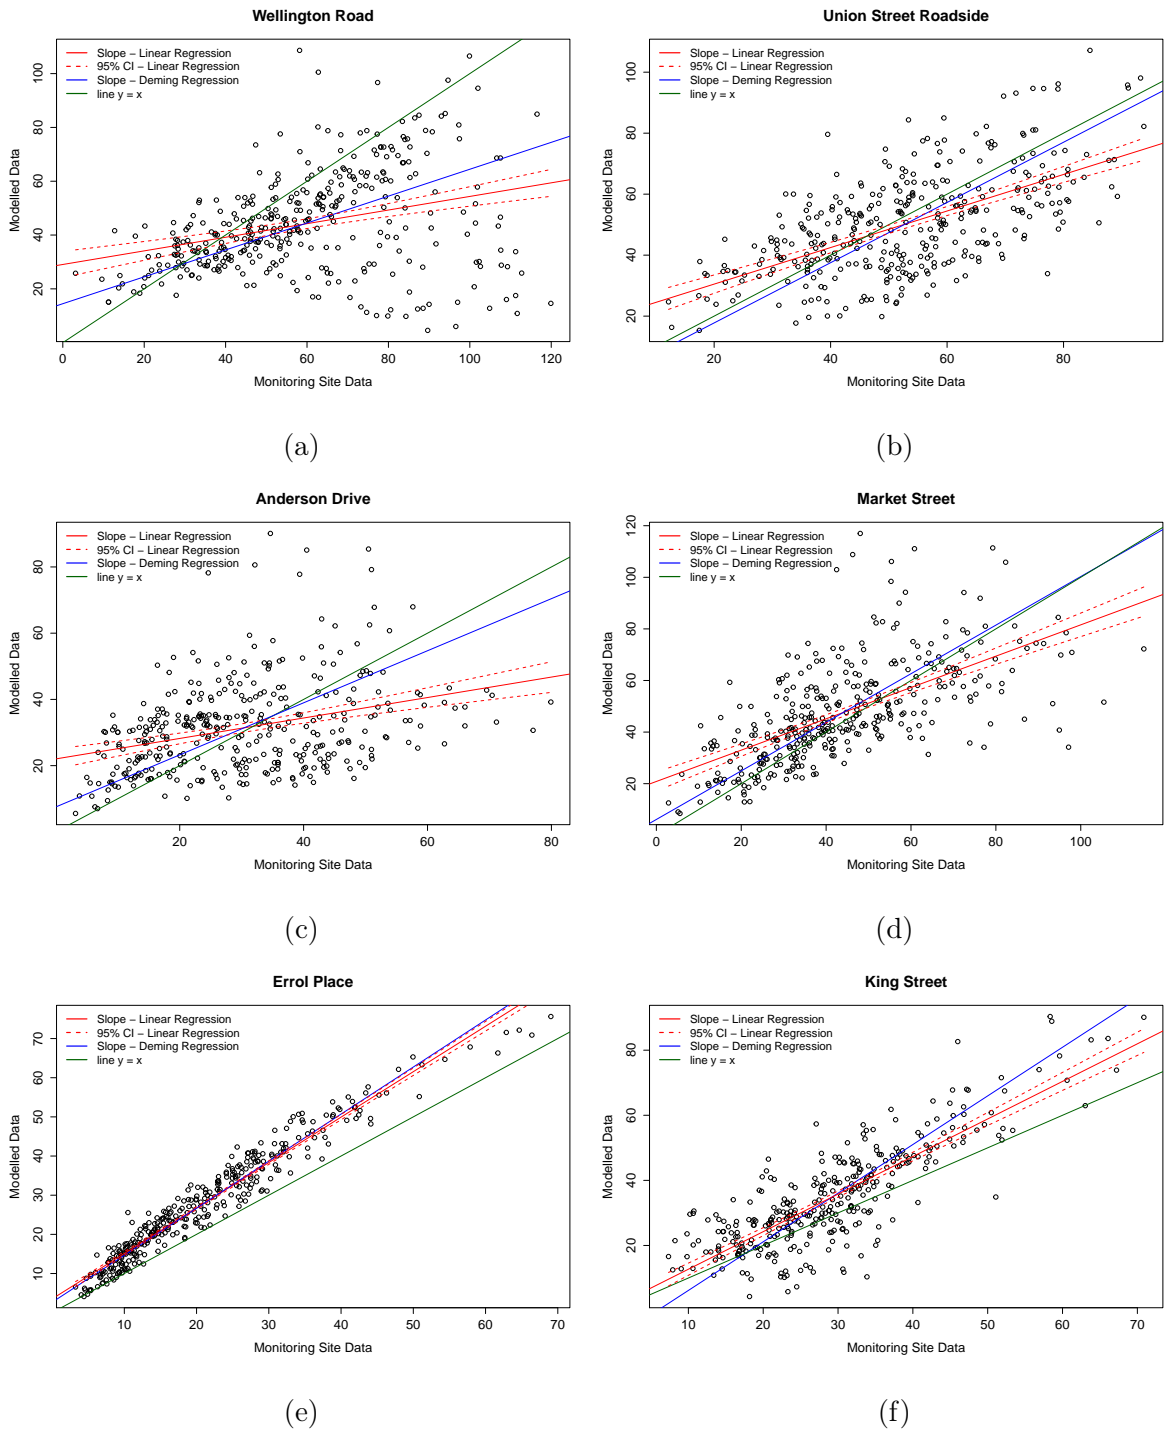 Wellington Road
Slope – Linear Regression
95% CI – Linear Regression
Slope – Deming Regression
line y = x
Modelled Data
20 40 60 80 100
0 20 40 60 80 100 120
Monitoring Site Data
(a)
Union Street Roadside
Slope – Linear Regression
95% CI – Linear Regression
Slope – Deming Regression
line y = x
Modelled Data
20 40 60 80 100
20 40 60 80
Monitoring Site Data
(b)
Anderson Drive
Slope – Linear Regression
95% CI – Linear Regression
Slope – Deming Regression
line y = x
Modelled Data
20 40 60 80
20 40 60 80
Monitoring Site Data
(c)
Market Street
Slope – Linear Regression
95% CI – Linear Regression
Slope – Deming Regression
line y = x
Modelled Data
20 40 60 80 100 120
0 20 40 60 80 100
Monitoring Site Data
(d)
Errol Place
Slope – Linear Regression
95% CI – Linear Regression
Slope – Deming Regression
line y = x
Modelled Data
10 20 30 40 50 60 70
10 20 30 40 50 60 70
Monitoring Site Data
(e)
King Street
Slope – Linear Regression
95% CI – Linear Regression
Slope – Deming Regression
line y = x
Modelled Data
20 40 60 80
10 20 30 40 50 60 70
Monitoring Site Data
(f)